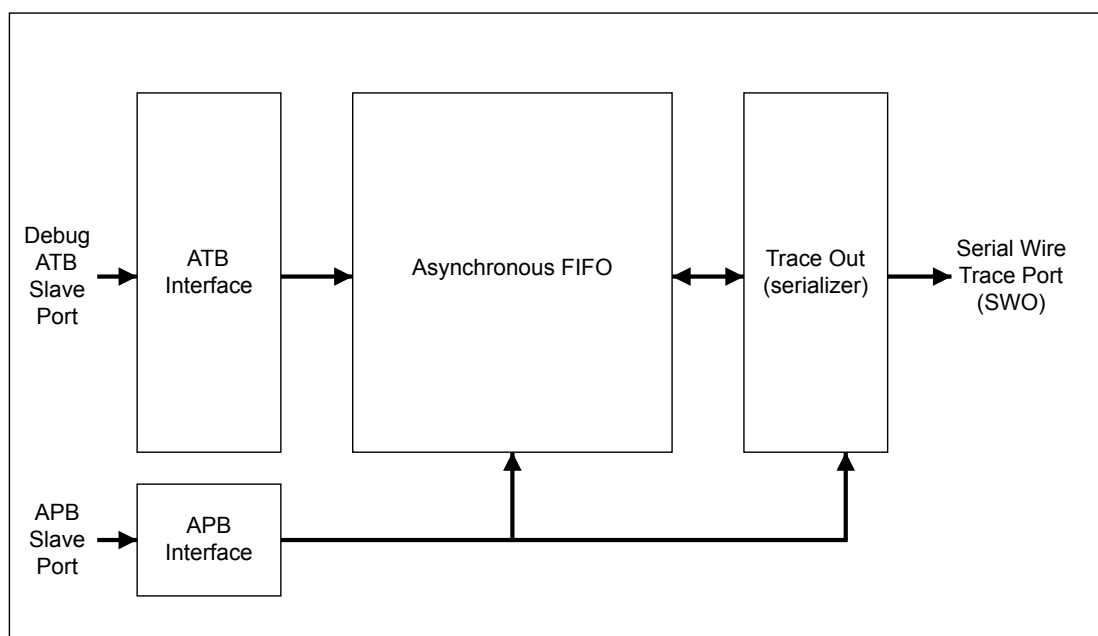 Debug
ATB
Slave
Port
ATB
Interface
Asynchronous FIFO
Trace Out
(serializer)
Serial Wire
Trace Port
(SWO)
APB
Slave
Port
APB
Interface